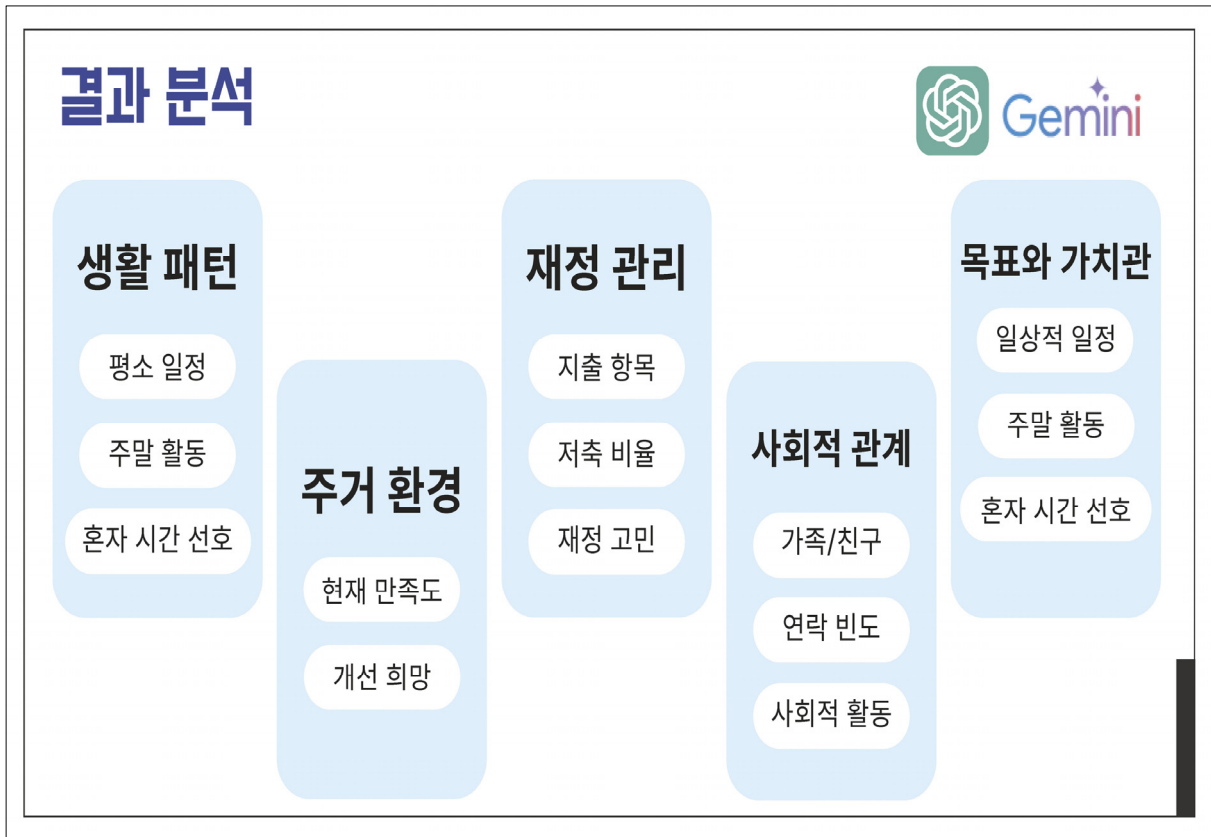 결과 분석
Gemini
생활 패턴
평소 일정
주말 활동
혼자 시간 선호
주거 환경
현재 만족도
개선 희망
재정 관리
지출 항목
저축 비율
재정 고민
사회적 관계
가족/친구
연락 빈도
사회적 활동
목표와 가치관
일상적 일정
주말 활동
혼자 시간 선호